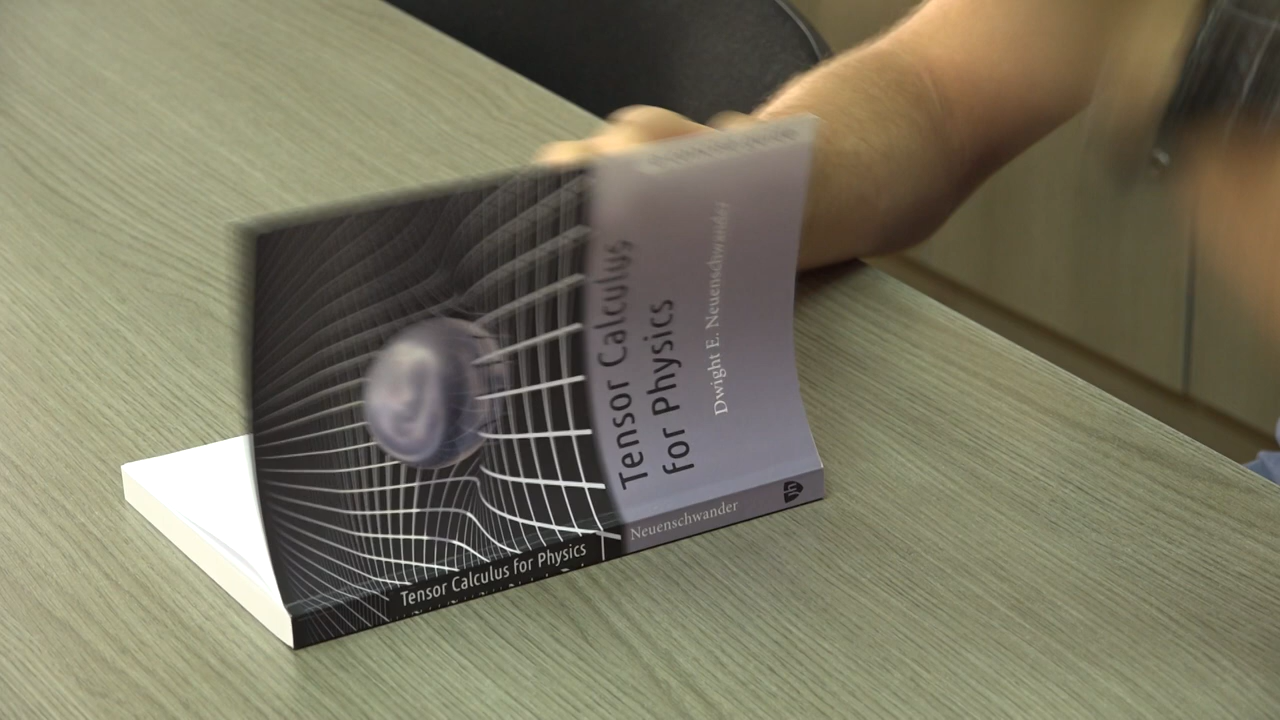 Tensor Calculus
for Physics
Dwight E. Neuenschwander
Tensor Calculus for Physics
Neuenschwander